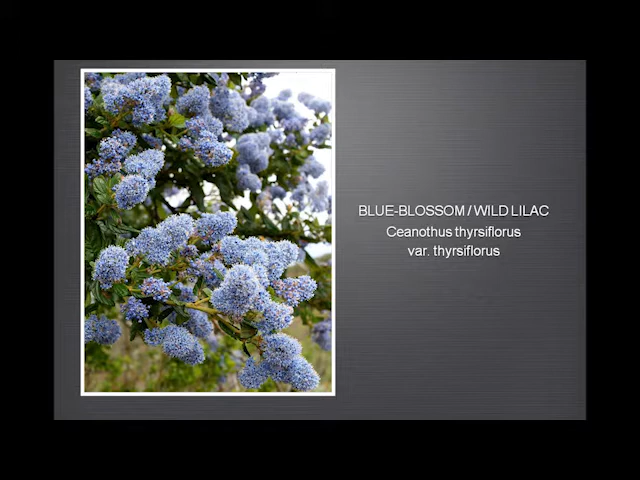 BLUE-BLOSSOM / WILD LILAC
Ceanothus thyrsiflorus
var. thyrsiflorus